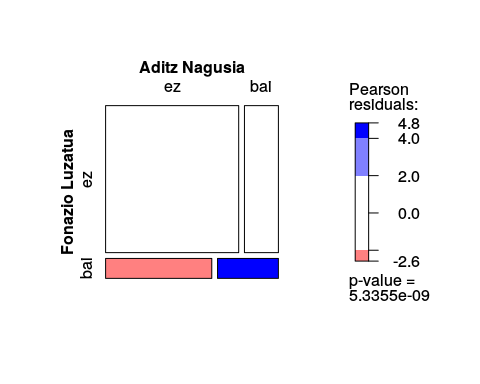 Aditz Nagusia
ez bal
Fonazio Luzatua
ez
bal
Pearson
residuals:
4.8
4.0
2.0
0.0
-2.6
p-value =
5.3355e-09